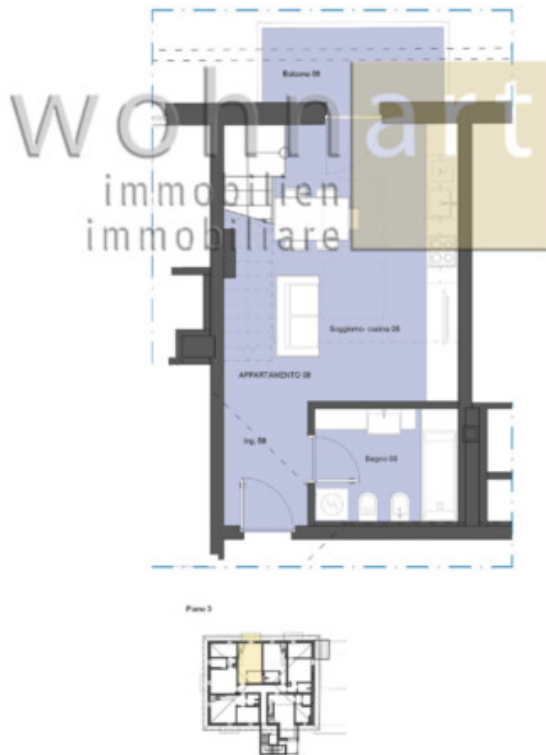 Balcone 08
wohnart
immobilien
immobiliare
Soggiorno cucina 08
APPARTAMENTO 08
Ing. 08
Bagno 08
Piano 3